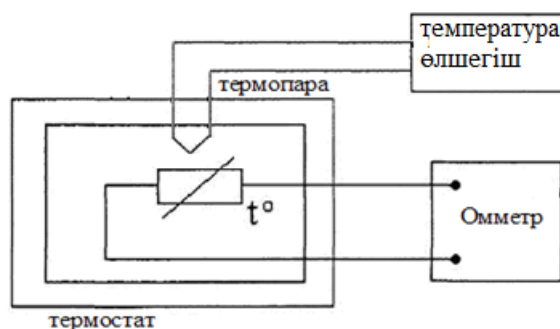 температура
өлшегіш
термопара
t°
Омметр
термостат